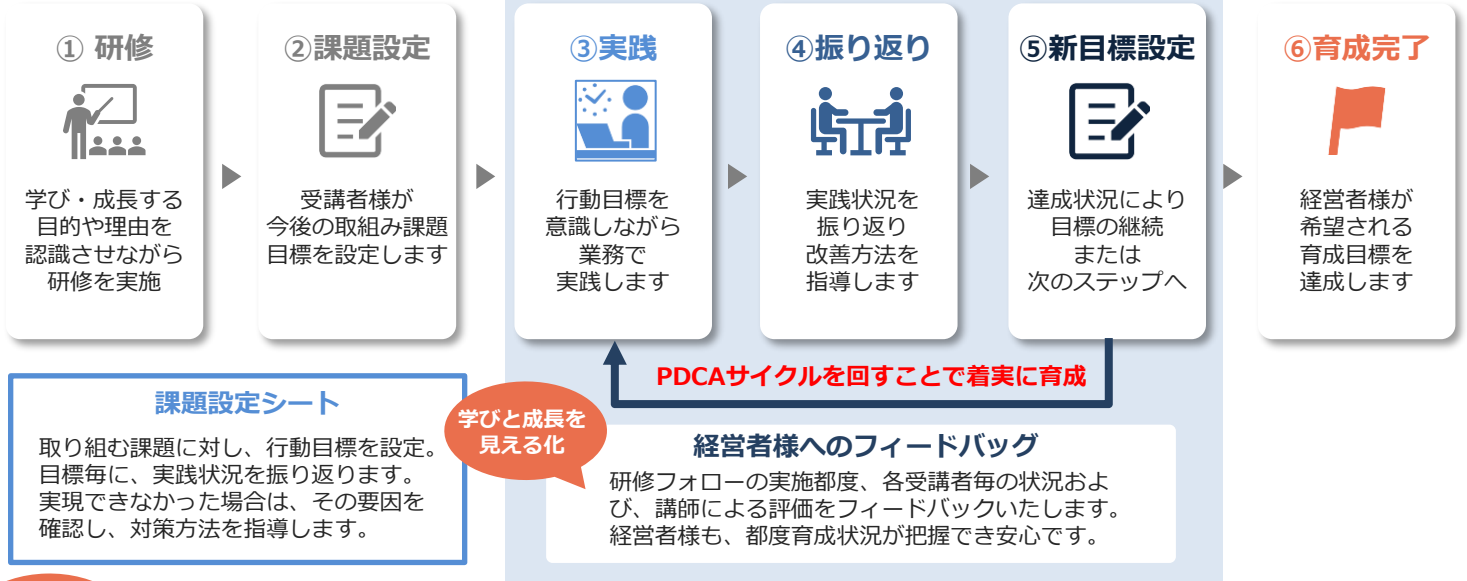 ① 研修
学び・成長する
目的や理由を
認識させながら
研修を実施
②課題設定
受講者様が
今後の取組み課題
目標を設定します
③実践
行動目標を
意識しながら
業務で
実践します
④振り返り
実践状況を
振り返り
改善方法を
指導します
⑤新目標設定
達成状況により
目標の継続
または
次のステップへ
⑥育成完了
経営者様が
希望される
育成目標を
達成します
PDCAサイクルを回すことで着実に育成
課題設定シート
取り組む課題に対し、行動目標を設定。
目標毎に、実践状況を振り返ります。
実現できなかった場合は、その要因を
確認し、対策方法を指導します。
学びと成長を
見える化
経営者様へのフィードバッグ
研修フォローの実施都度、各受講者毎の状況およ
び、講師による評価をフィードバックいたします。
経営者様も、都度育成状況が把握でき安心です。